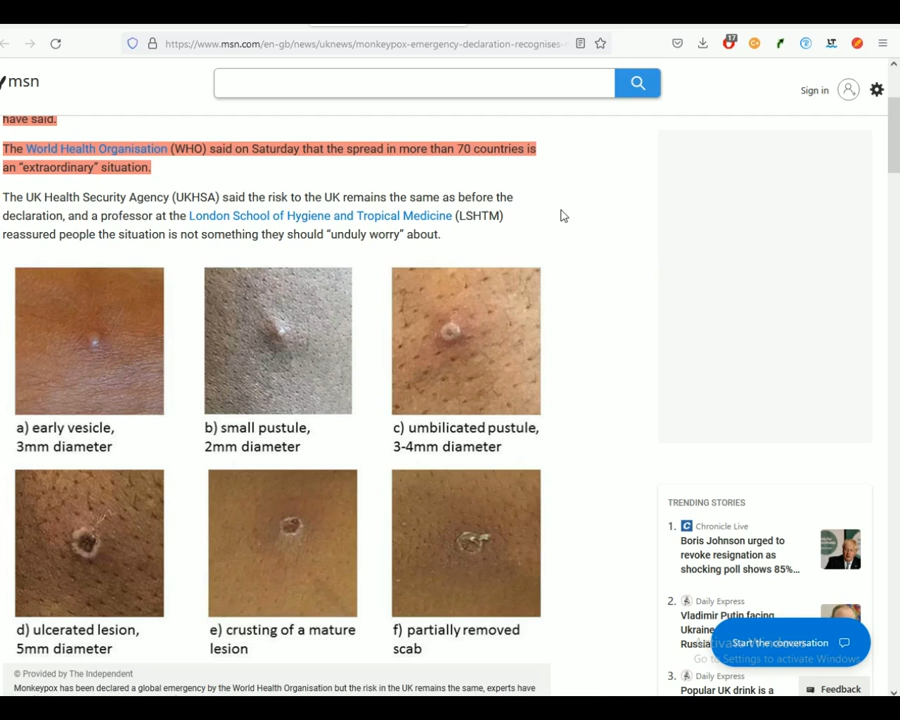 https://www.msn.com/en-gb/news/uknews/monkeypox-emergency-declaration-recognises-
17
LT
msn
Sign in
have said.
The World Health Organisation (WHO) said on Saturday that the spread in more than 70 countries is
an “extraordinary” situation.
The UK Health Security Agency (UKHSA) said the risk to the UK remains the same as before the
declaration, and a professor at the London School of Hygiene and Tropical Medicine (LSHTM)
reassured people the situation is not something they should “unduly worry” about.
a) early vesicle,
3mm diameter
b) small pustule,
2mm diameter
c) umbilicated pustule,
3-4mm diameter
d) ulcerated lesion,
5mm diameter
e) crusting of a mature
lesion
f) partially removed
scab
© Provided by The Independent
Monkeypox has been declared a global emergency by the World Health Organisation but the risk in the UK remains the same, experts have
TRENDING STORIES
1. Chronicle Live
Boris Johnson urged to
revoke resignation as
shocking poll shows 85%...
2. Daily Express
Vladimir Putin facing
Ukraine
Russia
Start the conversation
Activate Windows
Go to Settings to activate Windows.
3. Daily Express
Popular UK drink is a
Feedback